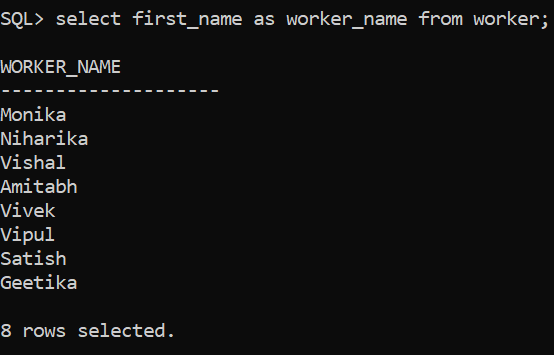 SQL> select first_name as worker_name from worker;
WORKER_NAME
--------------------
Monika
Niharika
Vishal
Amitabh
Vivek
Vipul
Satish
Geetika
8 rows selected.